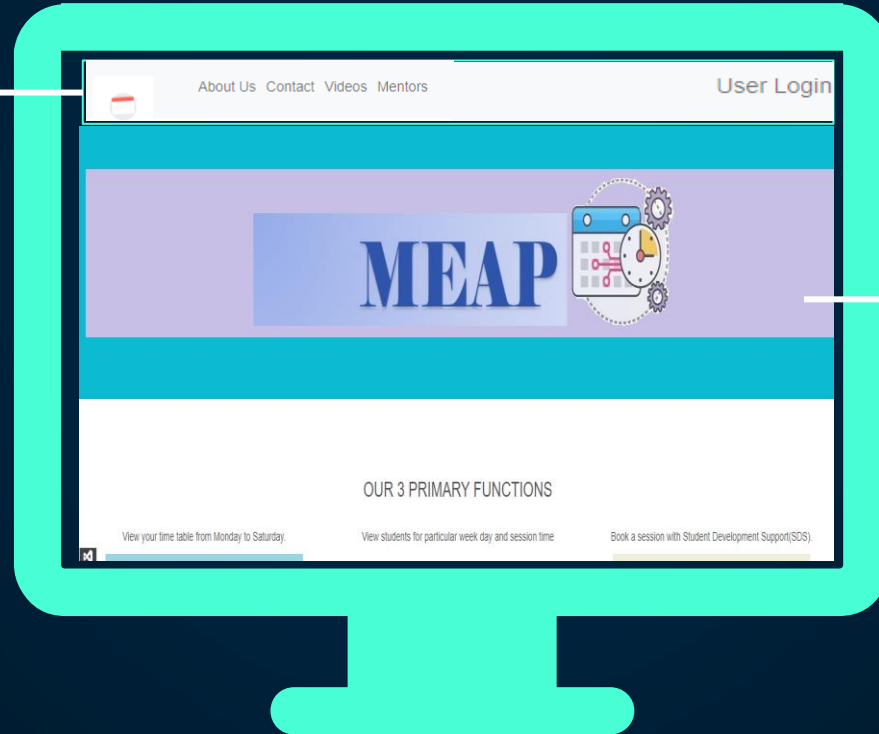 About Us Contact Videos Mentors
User Login
MEAP
OUR 3 PRIMARY FUNCTIONS
View your time table from Monday to Saturday.
View students for particular week day and session time
Book a session with Student Development Support(SDS).